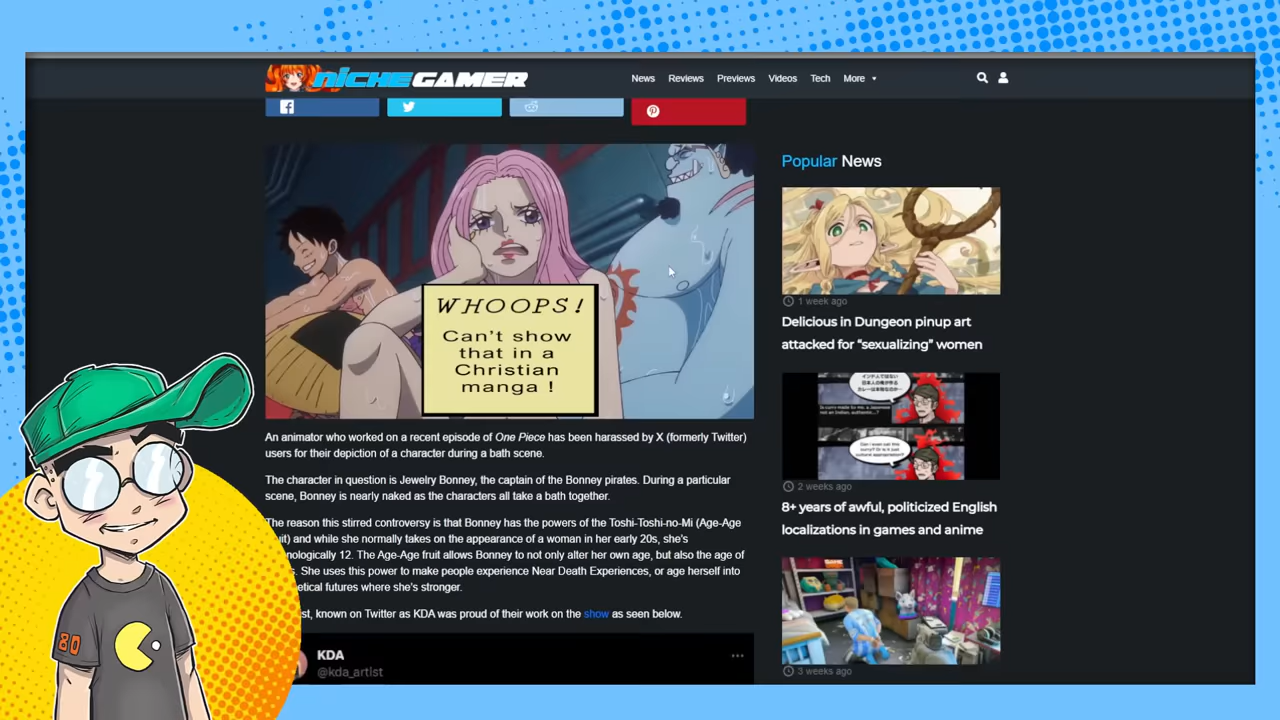 NICHEGAMER
News Reviews Previews Videos Tech More
WHOOPS!
Can't show
that in a
Christian
manga !
An animator who worked on a recent episode of One Piece has been harassed by X (formerly Twitter)
users for their depiction of a character during a bath scene.
The character in question is Jewelry Bonney, the captain of the Bonney pirates. During a particular
scene, Bonney is nearly naked as the characters all take a bath together.
The reason this stirred controversy is that Bonney has the powers of the Toshi-Toshi-no-Mi (Age-Age
uit) and while she normally takes on the appearance of a woman in her early 20s, she's
nologically 12. The Age-Age fruit allows Bonney to not only alter her own age, but also the age of
s. She uses this power to make people experience Near Death Experiences, or age herself into
etical futures where she's stronger.
st, known on Twitter as KDA was proud of their work on the show as seen below.
KDA
@kda_artist
Popular News
1 week ago
Delicious in Dungeon pinup art
attacked for “sexualizing” women
2 weeks ago
8+ years of awful, politicized English
localizations in games and anime
3 weeks ago
80